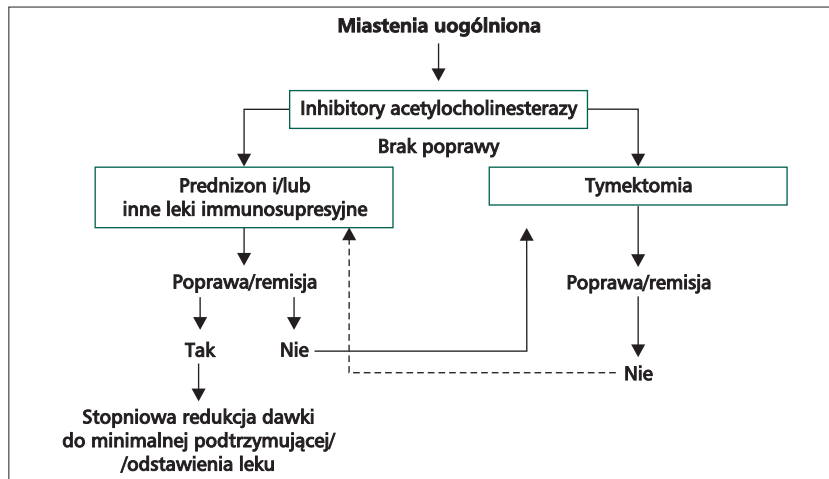 Miastenia uogólniona
Inhibitory acetylocholinesterazy
Brak poprawy
Prednizon i/lub
inne leki immunosupresyjne
Tymektomia
Poprawa/remisja
Poprawa/remisja
Tak
Nie
Nie
Stopniowa redukcja dawki
do minimalnej podtrzymującej/
/odstawienia leku